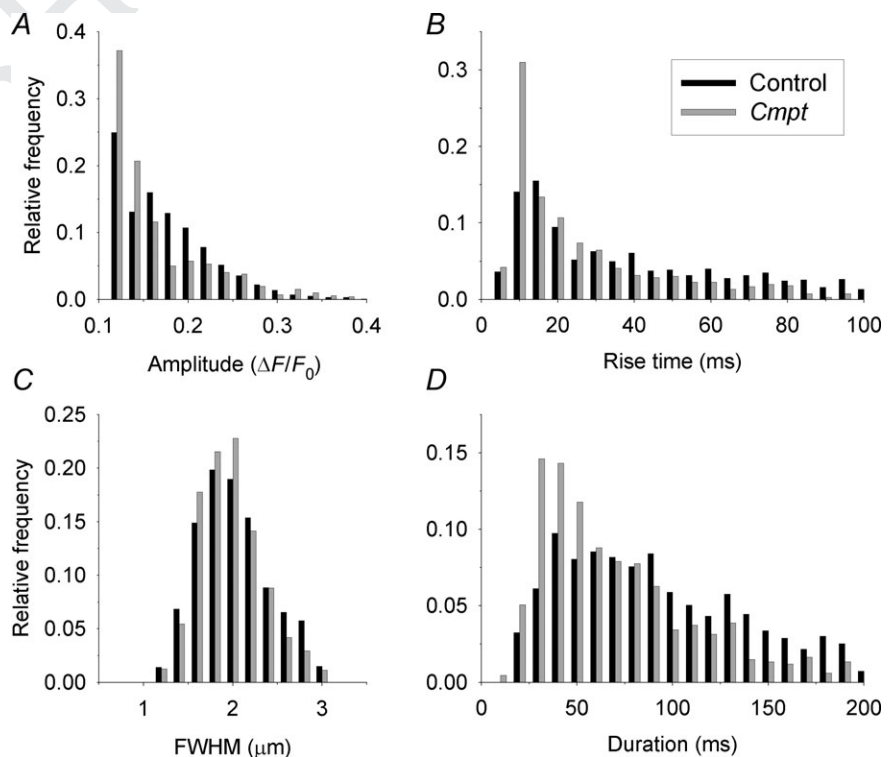 A
Relative frequency
0.4
0.3
0.2
0.1
0.0
0.1 0.2 0.3 0.4
Amplitude (ΔF/F₀)
B
0.3
0.2
0.1
0.0
0 20 40 60 80 100
Rise time (ms)
Control
Cmpt
C
Relative frequency
0.25
0.20
0.15
0.10
0.05
0.00
1 2 3
FWHM (μm)
D
0.15
0.10
0.05
0.00
0 50 100 150 200
Duration (ms)